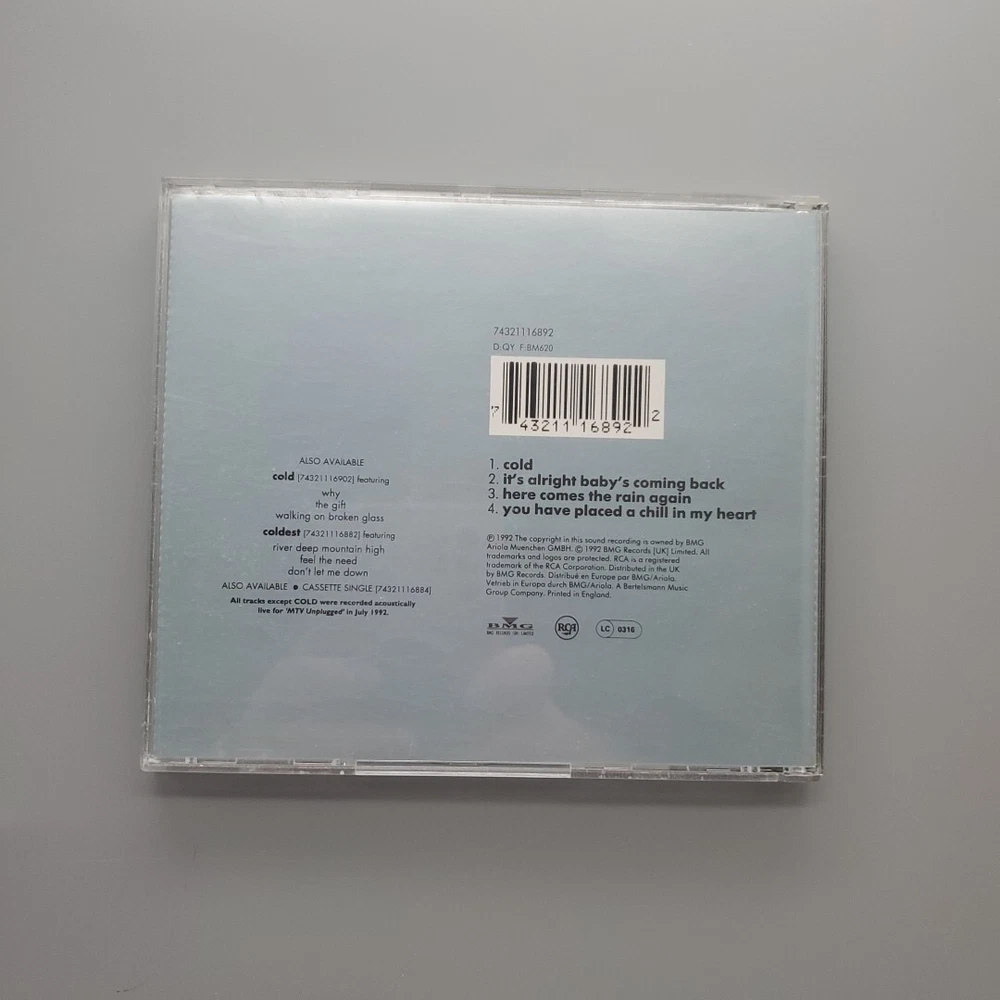 74321116892
D:QY F:BM620
7 43211 16892 2
ALSO AVAILABLE
cold [74321116902] featuring
why
the gift
walking on broken glass
coldest [74321116882] featuring
river deep mountain high
feel the need
don't let me down
ALSO AVAILABLE ● CASSETTE SINGLE [74321116884]
All tracks except COLD were recorded acoustically
live for 'MTV Unplugged' in July 1992.
1. cold
2. it's alright baby's coming back
3. here comes the rain again
4. you have placed a chill in my heart
℗ 1992 The copyright in this sound recording is owned by BMG
Ariola Muenchen GMBH. © 1992 BMG Records [UK] Limited. All
trademarks and logos are protected. RCA is a registered
trademark of the RCA Corporation. Distributed in the UK
by BMG Records. Distribué en Europe par BMG/Ariola.
Vertrieb in Europa durch BMG/Ariola. A Bertelsmann Music
Group Company. Printed in England.
BMG
BMG RECORDS (UK) LIMITED
RCA
LC 0316